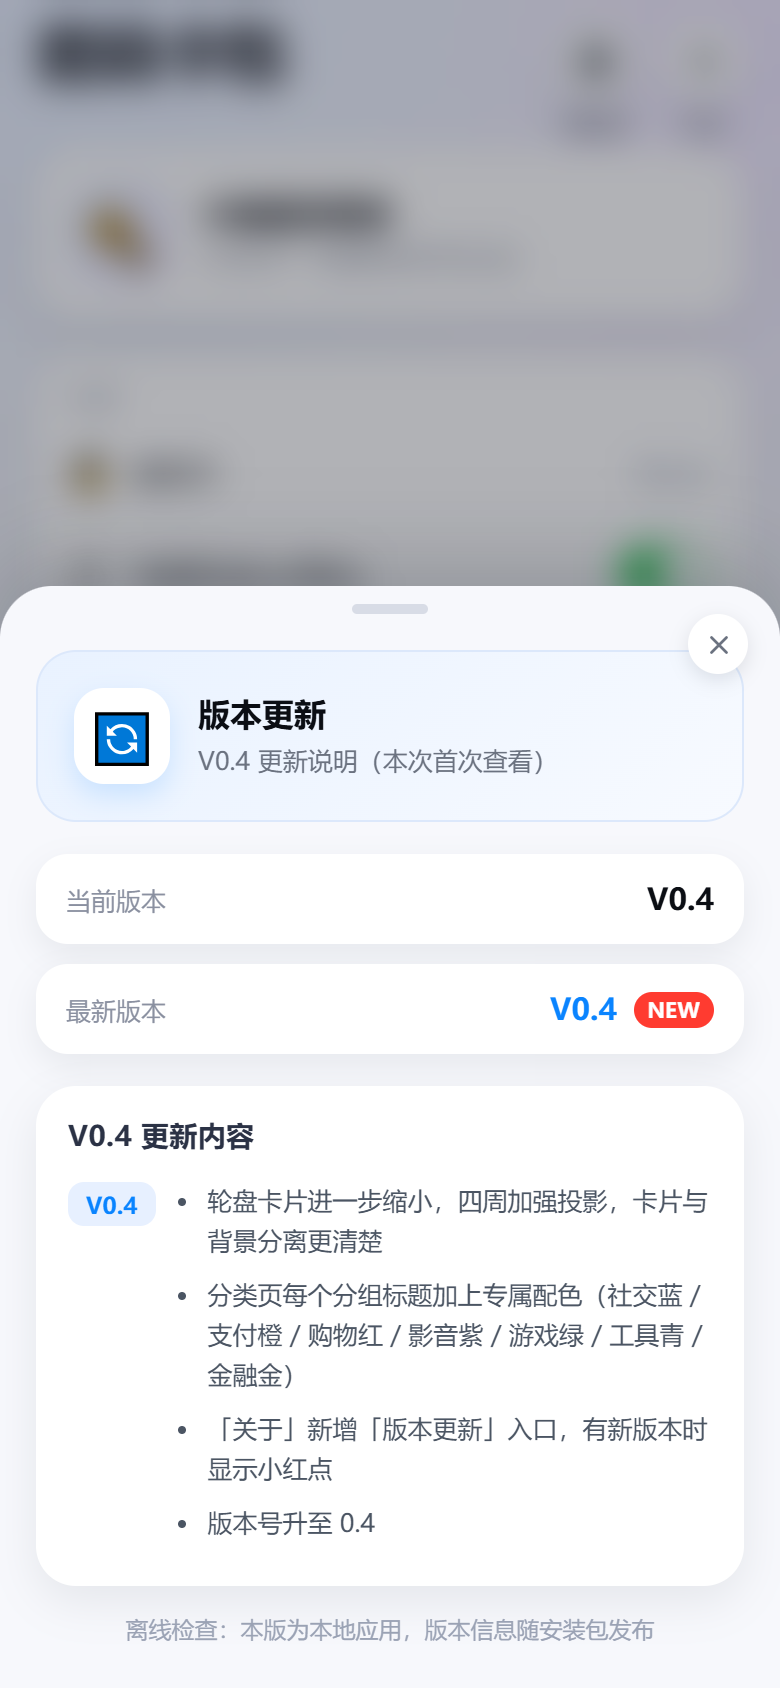 版本更新
V0.4 更新说明（本次首次查看）
当前版本
V0.4
最新版本
V0.4 NEW
V0.4 更新内容
V0.4
• 轮盘卡片进一步缩小，四周加强投影，卡片与
背景分离更清楚
• 分类页每个分组标题加上专属配色（社交蓝 /
支付橙 / 购物红 / 影音紫 / 游戏绿 / 工具青 /
金融金）
• 「关于」新增「版本更新」入口，有新版本时
显示小红点
• 版本号升至 0.4
离线检查：本版为本地应用，版本信息随安装包发布